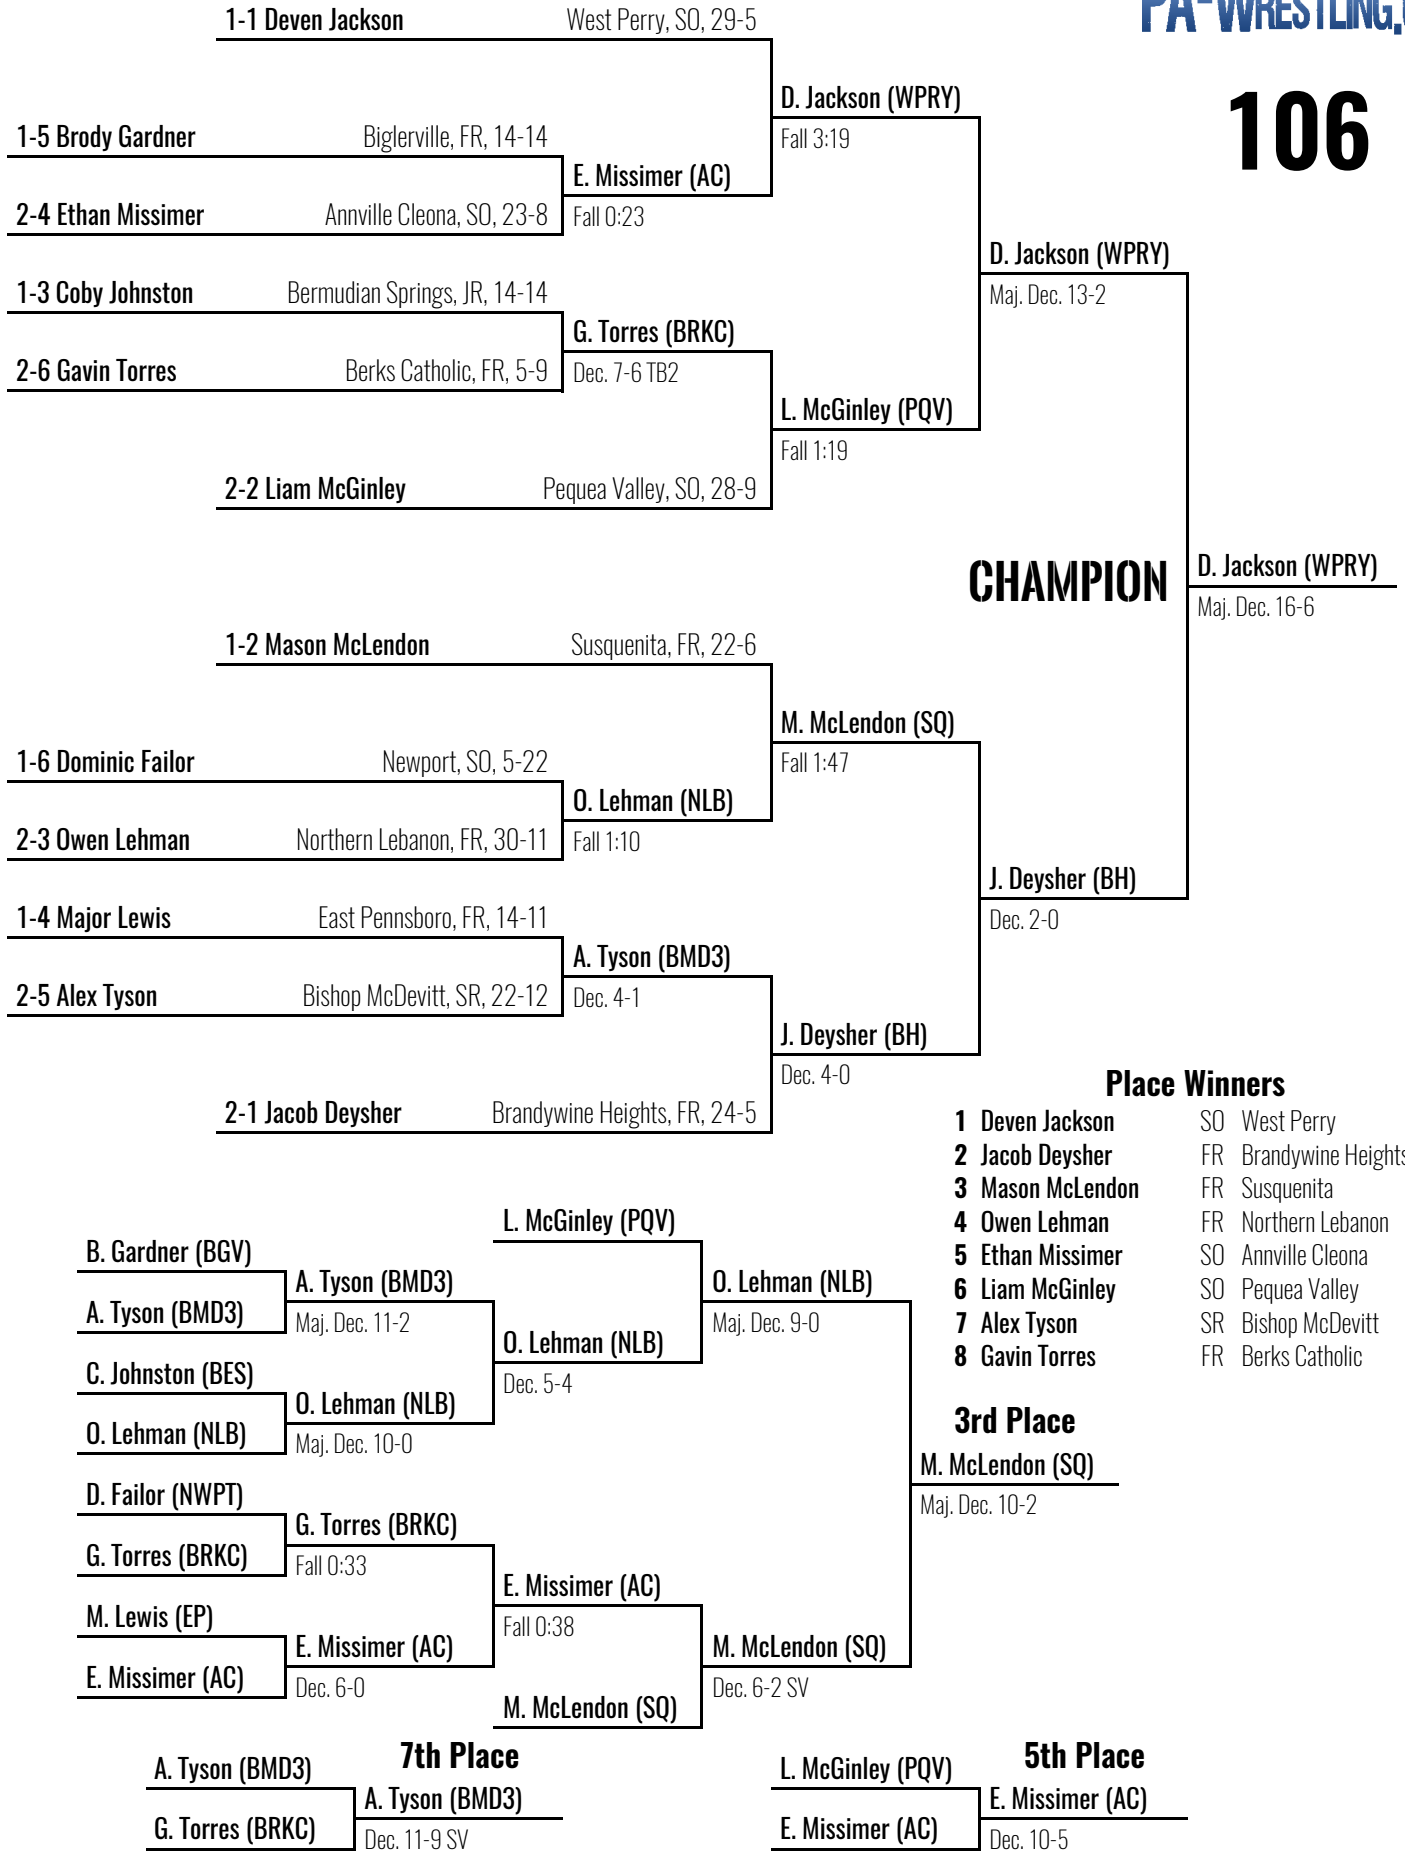 PA-WRESTLING.
106
1-1 Deven Jackson West Perry, SO, 29-5
D. Jackson (WPRY)
Fall 3:19
1-5 Brody Gardner Biglerville, FR, 14-14
E. Missimer (AC)
Fall 0:23
2-4 Ethan Missimer Annville Cleona, SO, 23-8
D. Jackson (WPRY)
Maj. Dec. 13-2
1-3 Coby Johnston Bermudian Springs, JR, 14-14
G. Torres (BRKC)
Dec. 7-6 TB2
2-6 Gavin Torres Berks Catholic, FR, 5-9
L. McGinley (PQV)
Fall 1:19
2-2 Liam McGinley Pequea Valley, SO, 28-9
CHAMPION
D. Jackson (WPRY)
Maj. Dec. 16-6
1-2 Mason McLendon Susquenita, FR, 22-6
M. McLendon (SQ)
Fall 1:47
1-6 Dominic Failor Newport, SO, 5-22
O. Lehman (NLB)
Fall 1:10
2-3 Owen Lehman Northern Lebanon, FR, 30-11
J. Deysher (BH)
Dec. 2-0
1-4 Major Lewis East Pennsboro, FR, 14-11
A. Tyson (BMD3)
Dec. 4-1
2-5 Alex Tyson Bishop McDevitt, SR, 22-12
J. Deysher (BH)
Dec. 4-0
2-1 Jacob Deysher Brandywine Heights, FR, 24-5
Place Winners
1 Deven Jackson SO West Perry
2 Jacob Deysher FR Brandywine Heights
3 Mason McLendon FR Susquenita
4 Owen Lehman FR Northern Lebanon
5 Ethan Missimer SO Annville Cleona
6 Liam McGinley SO Pequea Valley
7 Alex Tyson SR Bishop McDevitt
8 Gavin Torres FR Berks Catholic
L. McGinley (PQV)
B. Gardner (BGV)
A. Tyson (BMD3)
Maj. Dec. 11-2
A. Tyson (BMD3)
O. Lehman (NLB)
Maj. Dec. 9-0
O. Lehman (NLB)
Dec. 5-4
C. Johnston (BES)
O. Lehman (NLB)
Maj. Dec. 10-0
O. Lehman (NLB)
3rd Place
M. McLendon (SQ)
Maj. Dec. 10-2
D. Failor (NWPT)
G. Torres (BRKC)
Fall 0:33
G. Torres (BRKC)
E. Missimer (AC)
Fall 0:38
M. Lewis (EP)
E. Missimer (AC)
Dec. 6-0
E. Missimer (AC)
M. McLendon (SQ)
Dec. 6-2 SV
M. McLendon (SQ)
7th Place
A. Tyson (BMD3)
A. Tyson (BMD3)
Dec. 11-9 SV
G. Torres (BRKC)
5th Place
L. McGinley (PQV)
E. Missimer (AC)
Dec. 10-5
E. Missimer (AC)